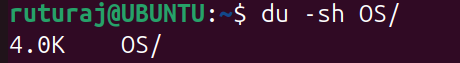 ruturaj@UBUNTU:~$ du -sh OS/
4.0K    OS/